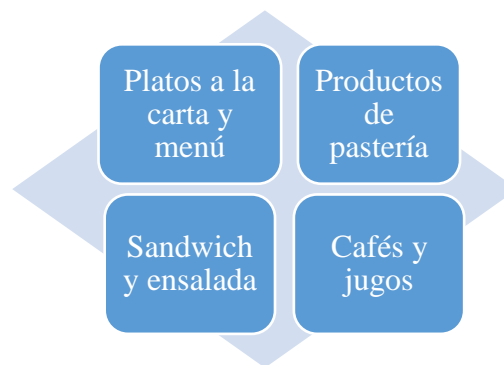 Platos a la
carta y
menú
Productos
de
pastería
Sandwich
y ensalada
Cafés y
jugos